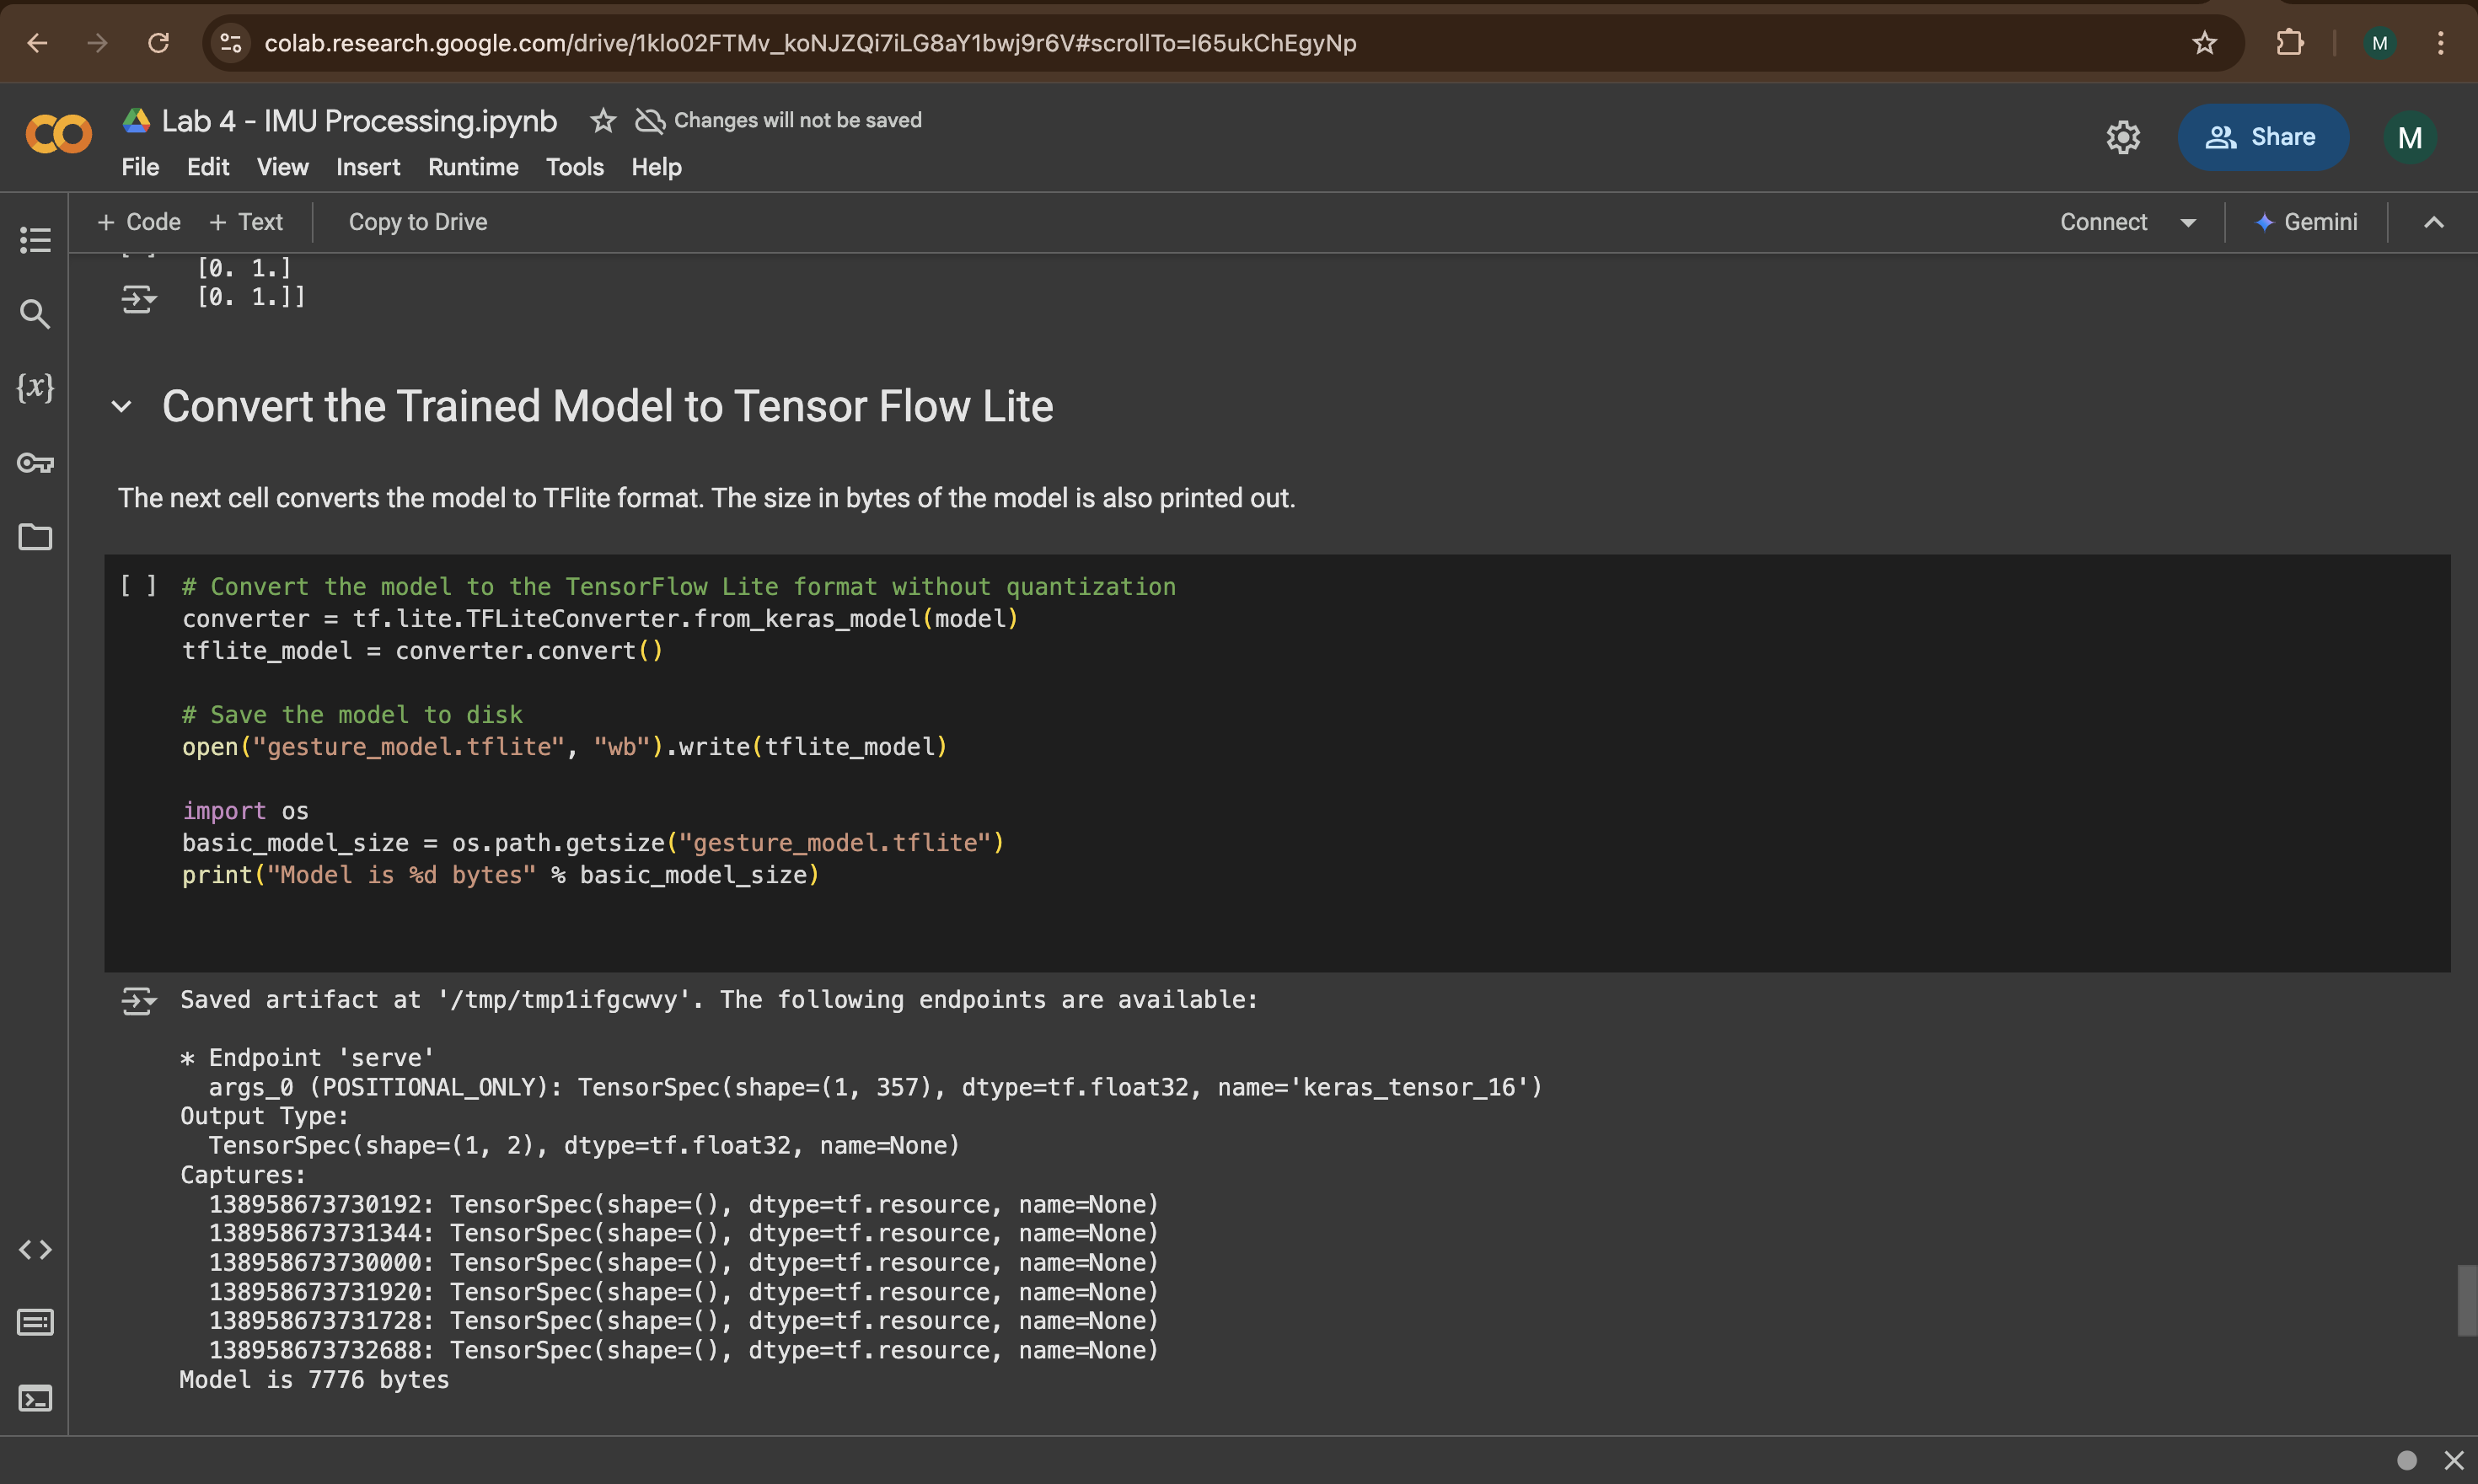 colab.research.google.com/drive/1klo02FTMv_koNJZQi7iLG8aY1bwj9r6V#scrollTo=I65ukChEgyNp
M
Lab 4 - IMU Processing.ipynb
Changes will not be saved
File Edit View Insert Runtime Tools Help
Share
M
+ Code + Text Copy to Drive
Connect
Gemini
[0. 1.]
[0. 1.]]
{x}
Convert the Trained Model to Tensor Flow Lite
The next cell converts the model to TFlite format. The size in bytes of the model is also printed out.
[ ] # Convert the model to the TensorFlow Lite format without quantization
converter = tf.lite.TFLiteConverter.from_keras_model(model)
tflite_model = converter.convert()
# Save the model to disk
open("gesture_model.tflite", "wb").write(tflite_model)
import os
basic_model_size = os.path.getsize("gesture_model.tflite")
print("Model is %d bytes" % basic_model_size)
Saved artifact at '/tmp/tmp1ifgcwvy'. The following endpoints are available:
* Endpoint 'serve'
args_0 (POSITIONAL_ONLY): TensorSpec(shape=(1, 357), dtype=tf.float32, name='keras_tensor_16')
Output Type:
TensorSpec(shape=(1, 2), dtype=tf.float32, name=None)
Captures:
138958673730192: TensorSpec(shape=(), dtype=tf.resource, name=None)
138958673731344: TensorSpec(shape=(), dtype=tf.resource, name=None)
138958673730000: TensorSpec(shape=(), dtype=tf.resource, name=None)
138958673731920: TensorSpec(shape=(), dtype=tf.resource, name=None)
138958673731728: TensorSpec(shape=(), dtype=tf.resource, name=None)
138958673732688: TensorSpec(shape=(), dtype=tf.resource, name=None)
Model is 7776 bytes